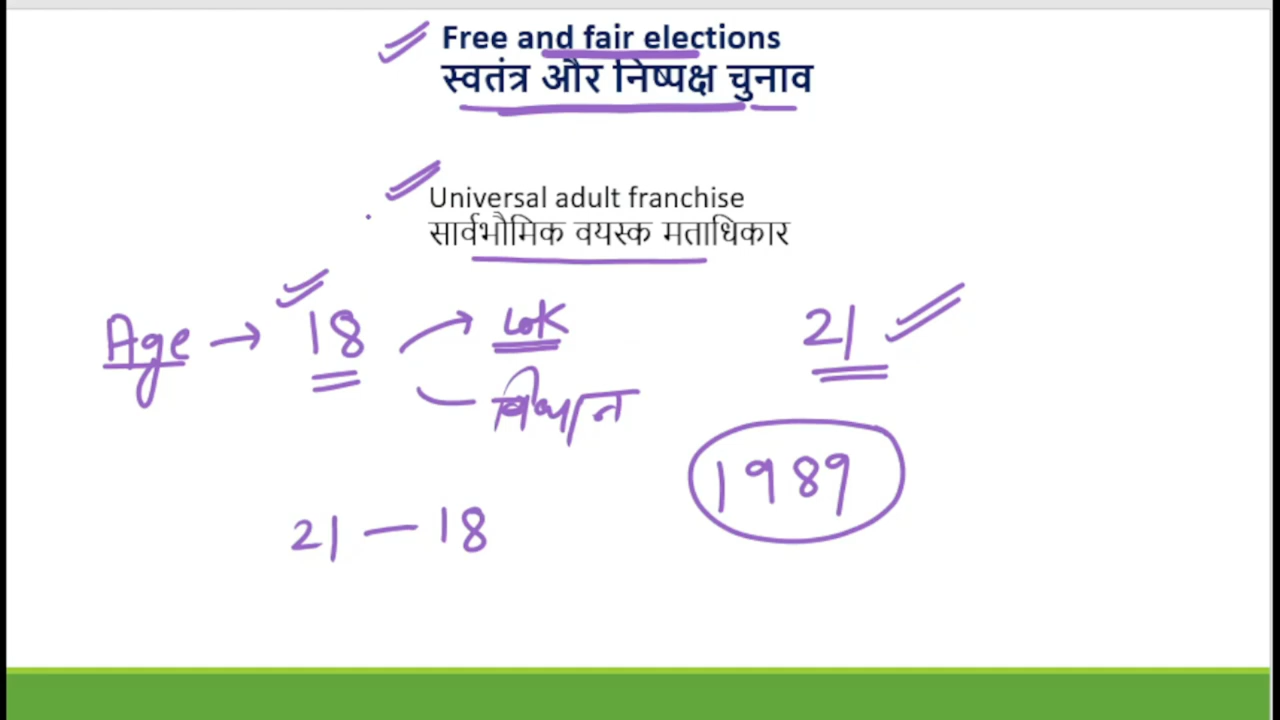 Free and fair elections
स्वतंत्र और निष्पक्ष चुनाव
Universal adult franchise
सार्वभौमिक वयस्क मताधिकार
Age → 18 LoK 21
विधान
1989
21 — 18